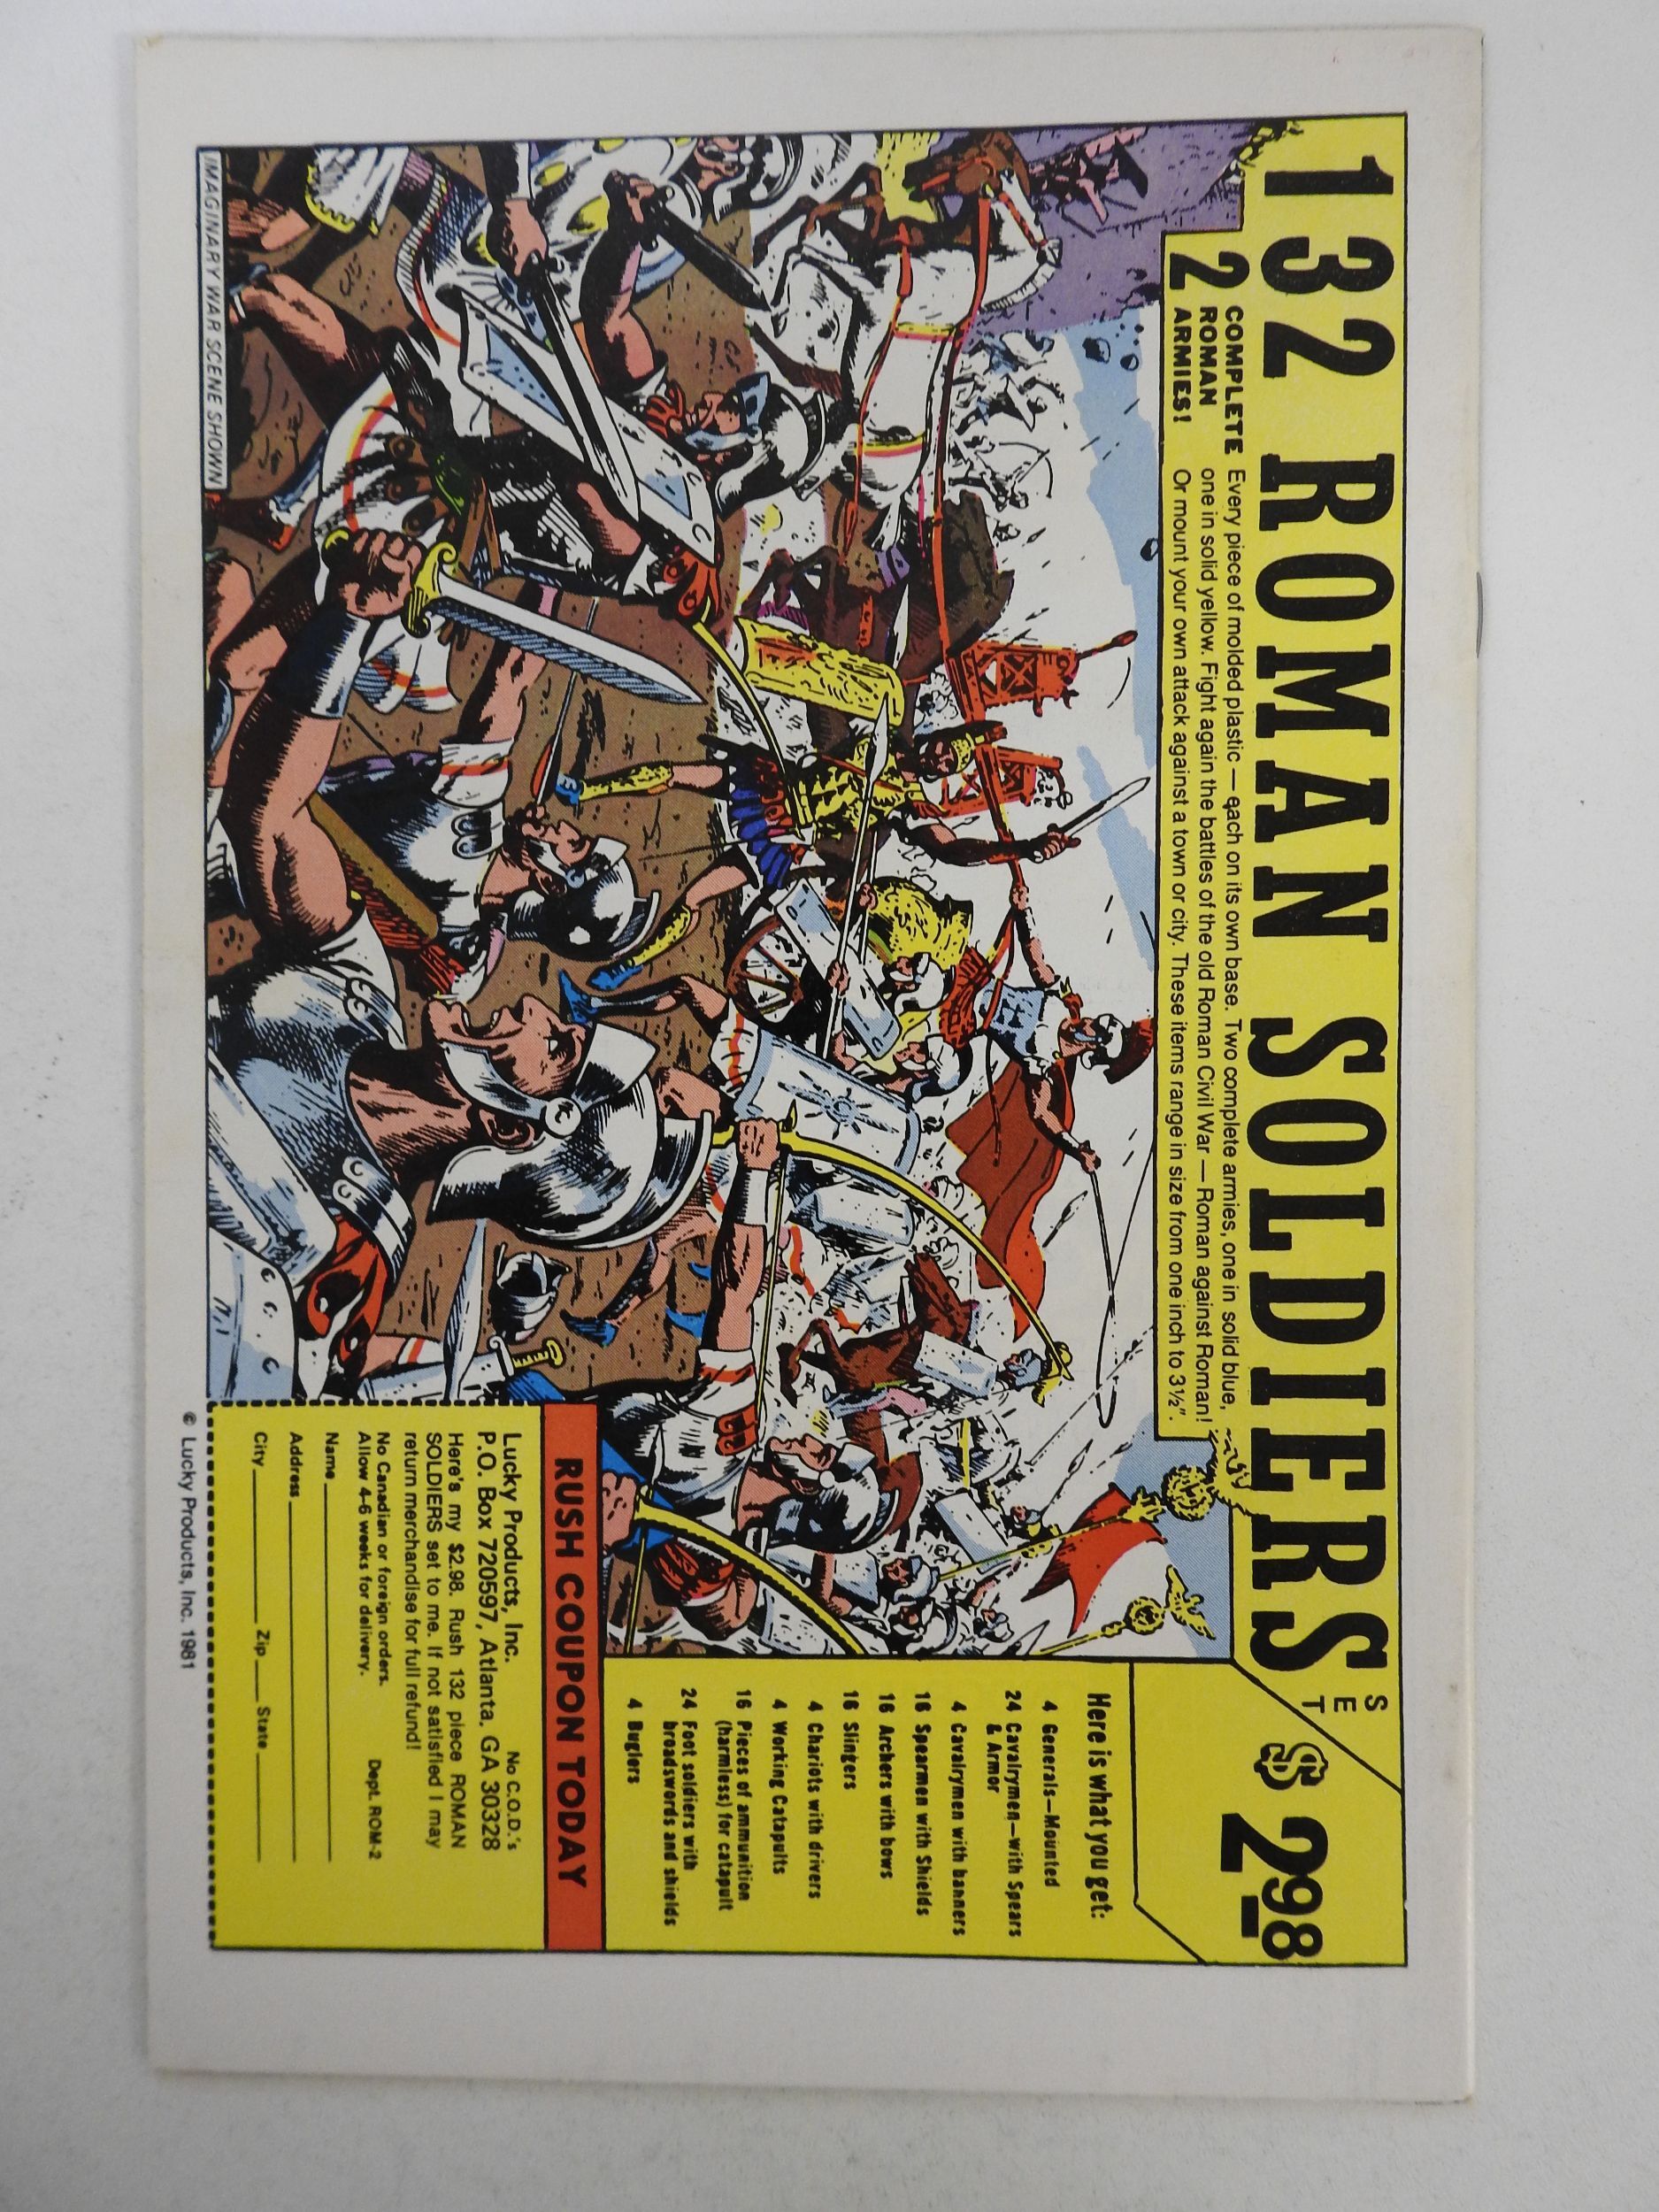 132 ROMAN SOLDIERS SET
$2.98
2 COMPLETE ROMAN ARMIES!
Every piece of molded plastic — each on its own base. Two complete armies, one in solid blue,
one in solid yellow. Fight again the battles of the old Roman Civil War — Roman against Roman!
Or mount your own attack against a town or city. These items range in size from one inch to 3½".
Here is what you get:
4 Generals—Mounted
24 Cavalrymen—with Spears
& Armor
4 Cavalrymen with banners
16 Spearmen with Shields
16 Archers with bows
16 Slingers
4 Chariots with drivers
4 Working Catapults
16 Pieces of ammunition
(harmless) for catapult
24 Foot soldiers with
broadswords and shields
4 Buglers
IMAGINARY WAR SCENE SHOWN
RUSH COUPON TODAY
Lucky Products, Inc. No C.O.D.'s
P.O. Box 720597, Atlanta, GA 30328
Here's my $2.98. Rush 132 piece ROMAN
SOLDIERS set to me. If not satisfied I may
return merchandise for full refund!
No Canadian or foreign orders. Dept. ROM-2
Allow 4-6 weeks for delivery.
Name
Address
City Zip State
© Lucky Products, Inc. 1981